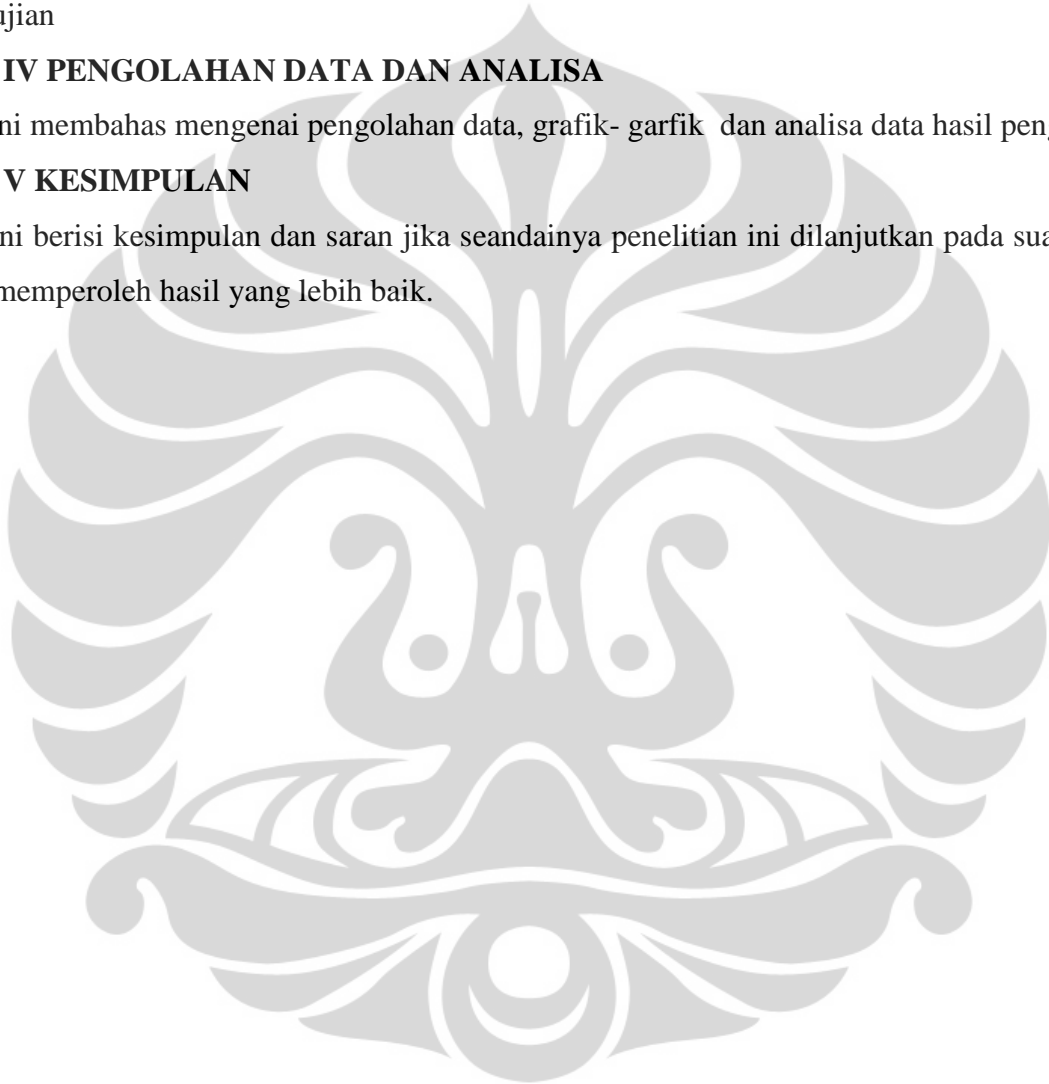 ujian
IV PENGOLAHAN DATA DAN ANALISA
ni membahas mengenai pengolahan data, grafik- garfik dan analisa data hasil peng
V KESIMPULAN
ni berisi kesimpulan dan saran jika seandainya penelitian ini dilanjutkan pada sua
memperoleh hasil yang lebih baik.